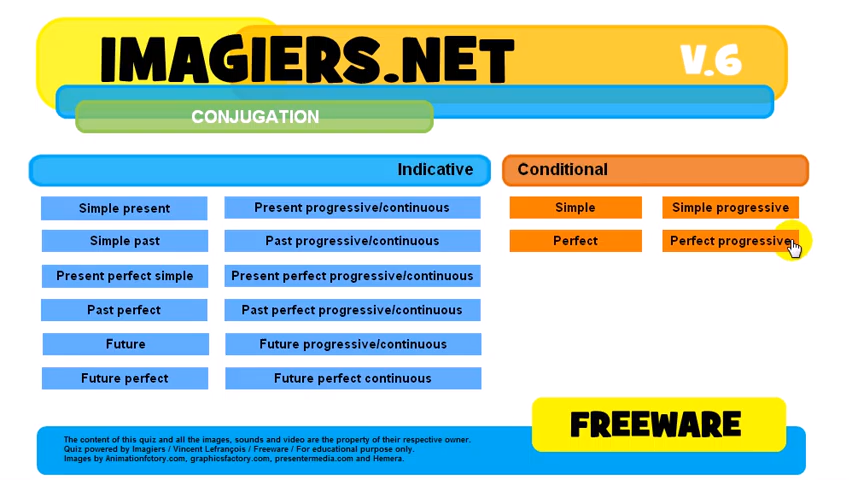 IMAGIERS.NET
V.6
CONJUGATION
Indicative
Conditional
Simple present
Present progressive/continuous
Simple
Simple progressive
Simple past
Past progressive/continuous
Perfect
Perfect progressive
Present perfect simple
Present perfect progressive/continuous
Past perfect
Past perfect progressive/continuous
Future
Future progressive/continuous
Future perfect
Future perfect continuous
FREEWARE
The content of this quiz and all the images, sounds and video are the property of their respective owner.
Quiz powered by Imagiers / Vincent Lefrançois / Freeware / For educational purpose only.
Images by Animationfotory.com, graphicsfactory.com, presentermedia.com and Hemera.